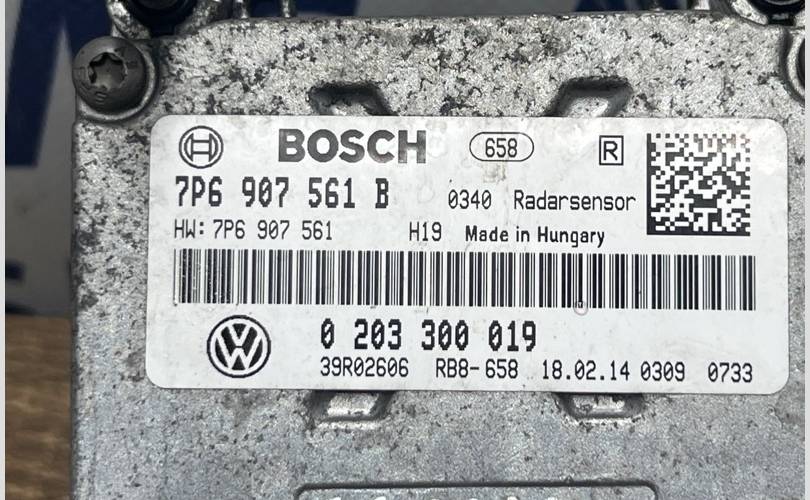 BOSCH 658 R
7P6 907 561 B 0340 Radarsensor
HW: 7P6 907 561 H19 Made in Hungary
0 203 300 019
39R02606 RB8-658 18.02.14 0309 0733